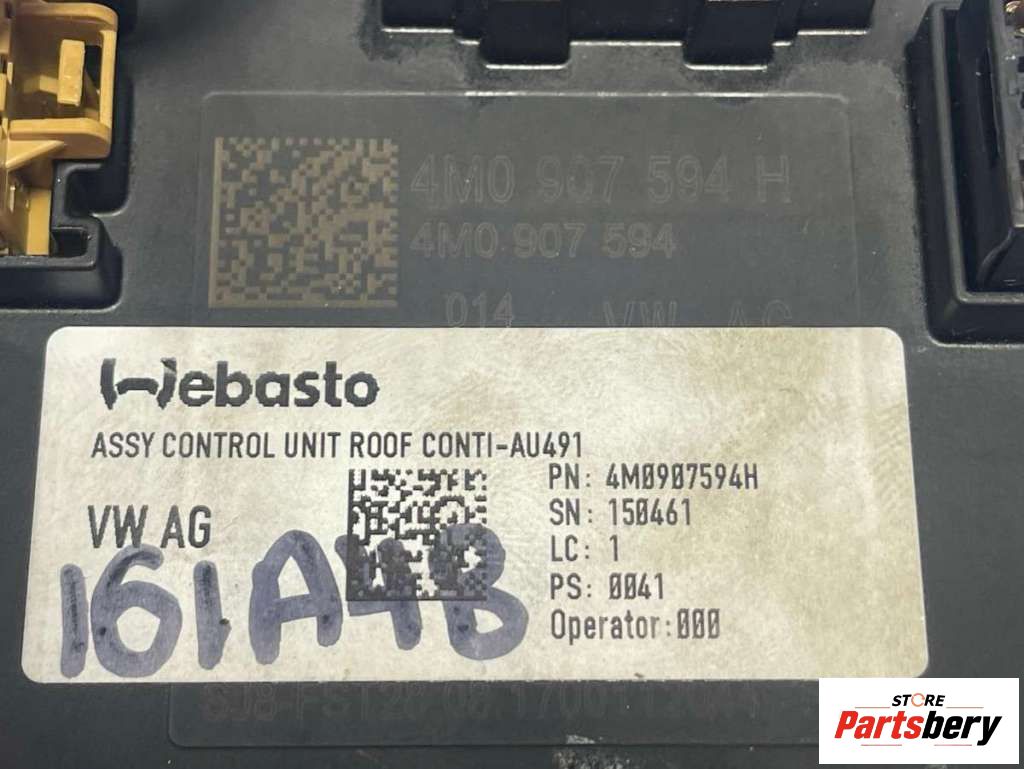 4M0 907 594 H
4M0 907 594
014 VW AG
Webasto
ASSY CONTROL UNIT ROOF CONTI-AU491
PN: 4M0907594H
SN: 150461
LC: 1
PS: 0041
Operator:000
VW AG
161A4B
STORE
Partsbery